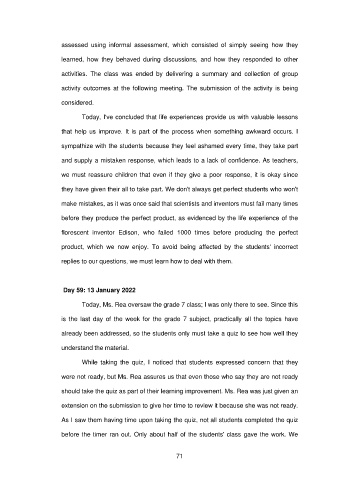 assessed using informal assessment, which consisted of simply seeing how they
learned, how they behaved during discussions, and how they responded to other
activities. The class was ended by delivering a summary and collection of group
activity outcomes at the following meeting. The submission of the activity is being
considered.
Today, I've concluded that life experiences provide us with valuable lessons
that help us improve. It is part of the process when something awkward occurs. I
sympathize with the students because they feel ashamed every time, they take part
and supply a mistaken response, which leads to a lack of confidence. As teachers,
we must reassure children that even if they give a poor response, it is okay since
they have given their all to take part. We don't always get perfect students who won't
make mistakes, as it was once said that scientists and inventors must fail many times
before they produce the perfect product, as evidenced by the life experience of the
florescent inventor Edison, who failed 1000 times before producing the perfect
product, which we now enjoy. To avoid being affected by the students' incorrect
replies to our questions, we must learn how to deal with them.
Day 59: 13 January 2022
Today, Ms. Rea oversaw the grade 7 class; I was only there to see. Since this
is the last day of the week for the grade 7 subject, practically all the topics have
already been addressed, so the students only must take a quiz to see how well they
understand the material.
While taking the quiz, I noticed that students expressed concern that they
were not ready, but Ms. Rea assures us that even those who say they are not ready
should take the quiz as part of their learning improvement. Ms. Rea was just given an
extension on the submission to give her time to review it because she was not ready.
As I saw them having time upon taking the quiz, not all students completed the quiz
before the timer ran out. Only about half of the students' class gave the work. We
71